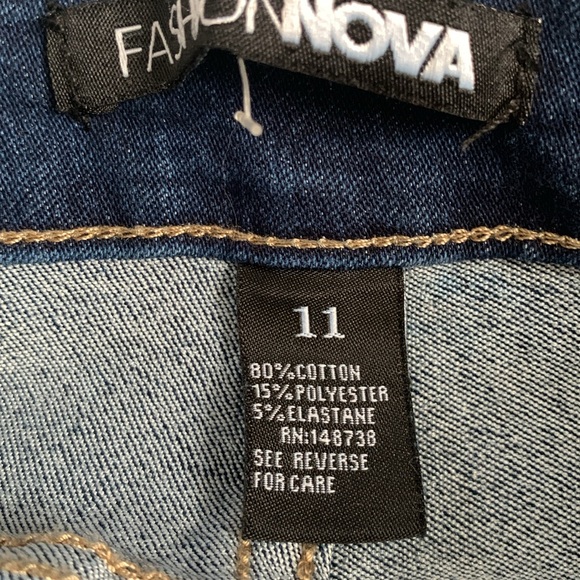 FASHIONNOVA
11
80%COTTON
15%POLYESTER
5%ELASTANE
RN:148738
SEE REVERSE
FOR CARE